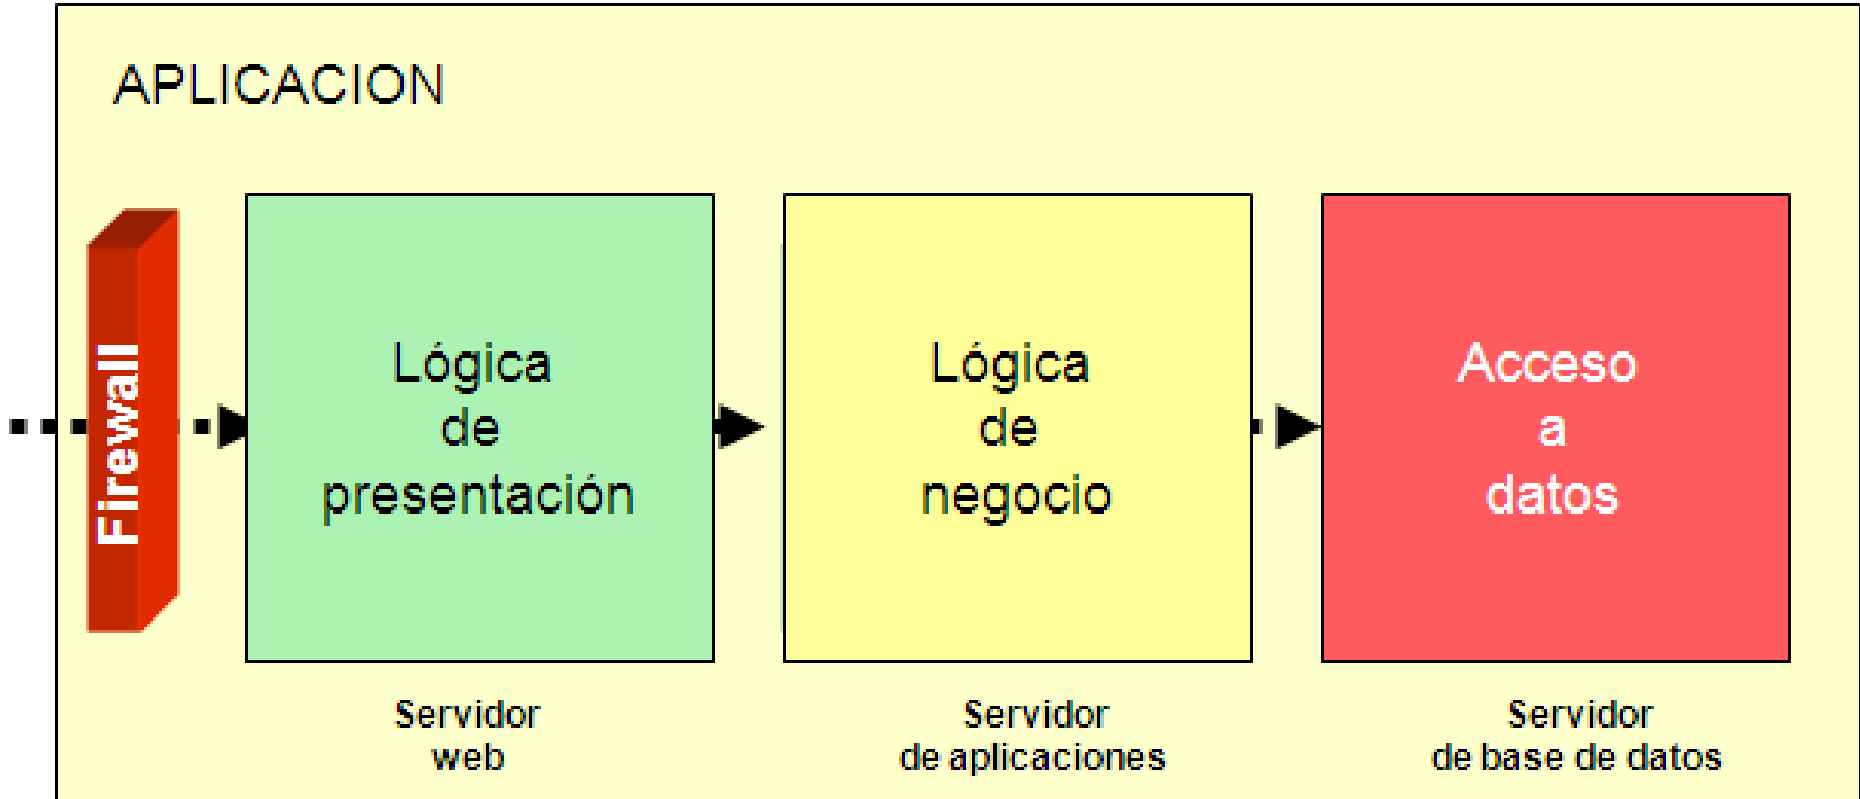 APLICACION
Firewall
Lógica
de
presentación
Lógica
de
negocio
Acceso
a
datos
Servidor
web
Servidor
de aplicaciones
Servidor
de base de datos